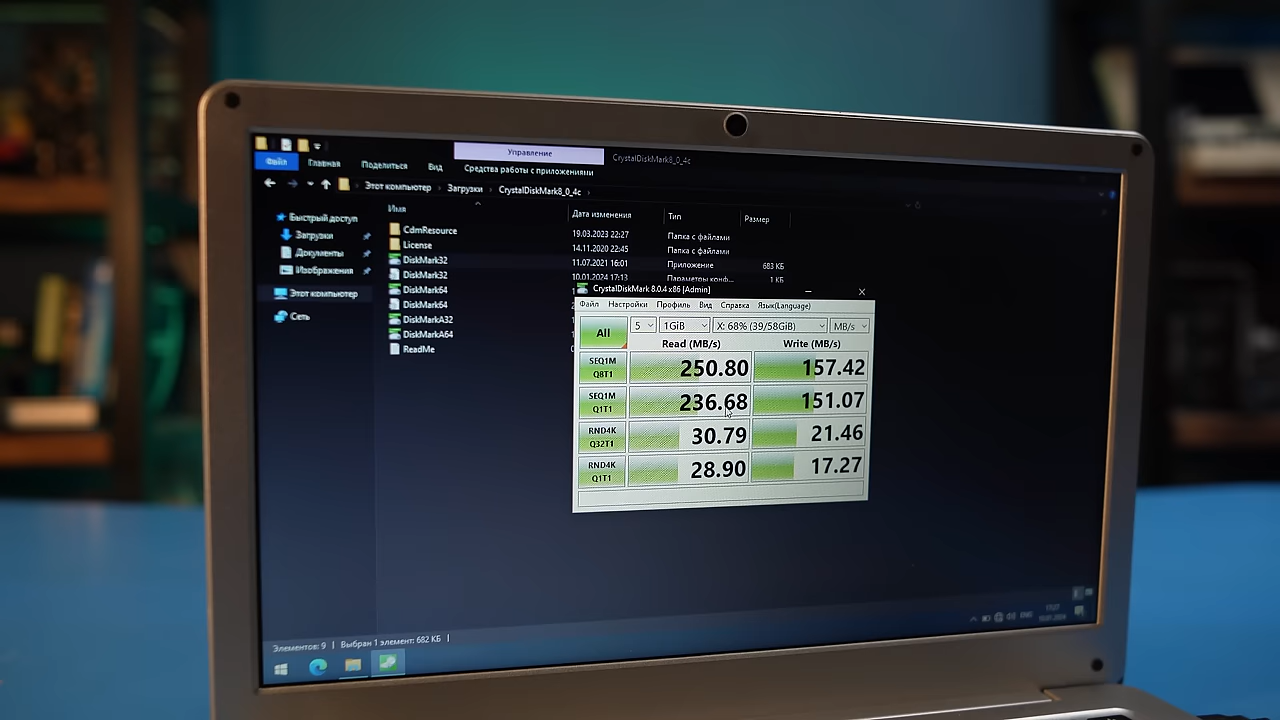 Управление
CrystalDiskMark8_0_4c
Файл Главная Поделиться Вид Средства работы с приложениями
Этот компьютер > Загрузки > CrystalDiskMark8_0_4c >
Имя Дата изменения Тип Размер
Быстрый доступ
Загрузки
Документы
Изображения
Этот компьютер
Сеть
CdmResource 19.03.2023 22:27 Папка с файлами
License 14.11.2020 22:45 Папка с файлами
DiskMark32 11.07.2021 16:01 Приложение 683 КБ
DiskMark32 10.01.2024 17:13 Параметры конф... 1 КБ
DiskMark64
DiskMark64
DiskMarkA32
DiskMarkA64
ReadMe
CrystalDiskMark 8.0.4 x86 [Admin]
Файл Настройки Профиль Вид Справка Язык(Language)
All 5 1GiB X: 68% (39/58GiB) MB/s
Read (MB/s) Write (MB/s)
SEQ1M Q8T1 250.80 157.42
SEQ1M Q1T1 236.68 151.07
RND4K Q32T1 30.79 21.46
RND4K Q1T1 28.90 17.27
Элементов: 9 | Выбран 1 элемент: 682 КБ |
ENG